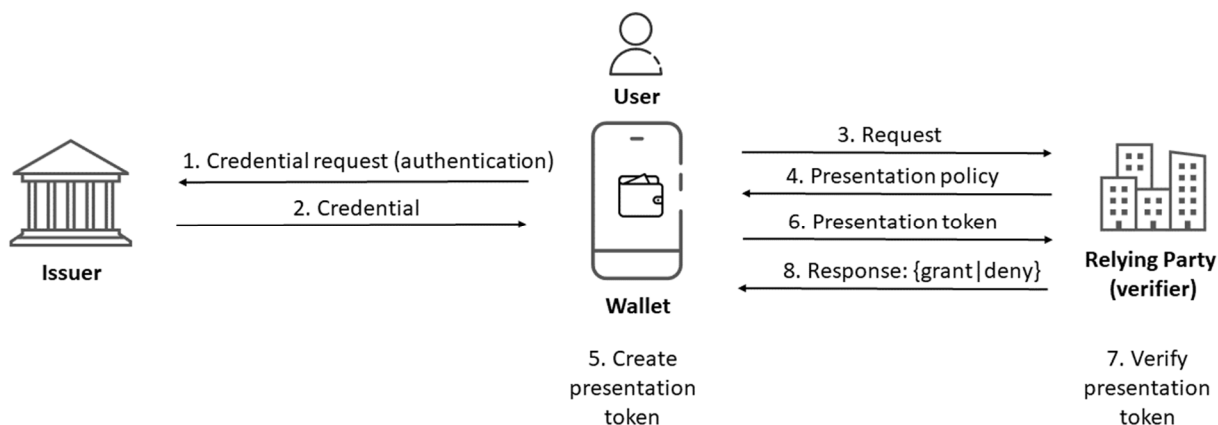 User
1. Credential request (authentication)
2. Credential
Issuer
Wallet
5. Create
presentation
token
3. Request
4. Presentation policy
6. Presentation token
8. Response: {grant|deny}
Relying Party
(verifier)
7. Verify
presentation
token